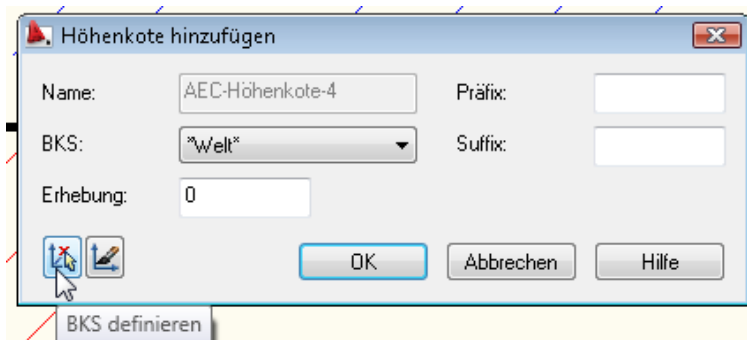 Höhenkote hinzufügen
Name: AEC-Höhenkote-4 Präfix:
BKS: *Welt* Suffix:
Erhebung: 0
OK Abbrechen Hilfe
BKS definieren